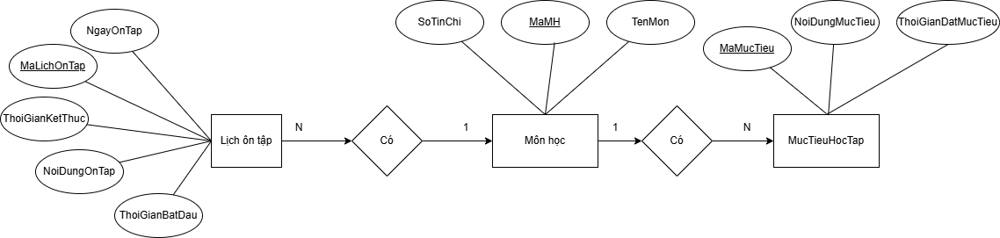 NgayOnTap
MaLichOnTap
ThoiGianKetThuc
NoiDungOnTap
ThoiGianBatDau
Lịch ôn tập
N
Có
1
SoTinChi
MaMH
TenMon
Môn học
1
Có
N
MaMucTieu
NoiDungMucTieu
ThoiGianDatMucTieu
MucTieuHocTap